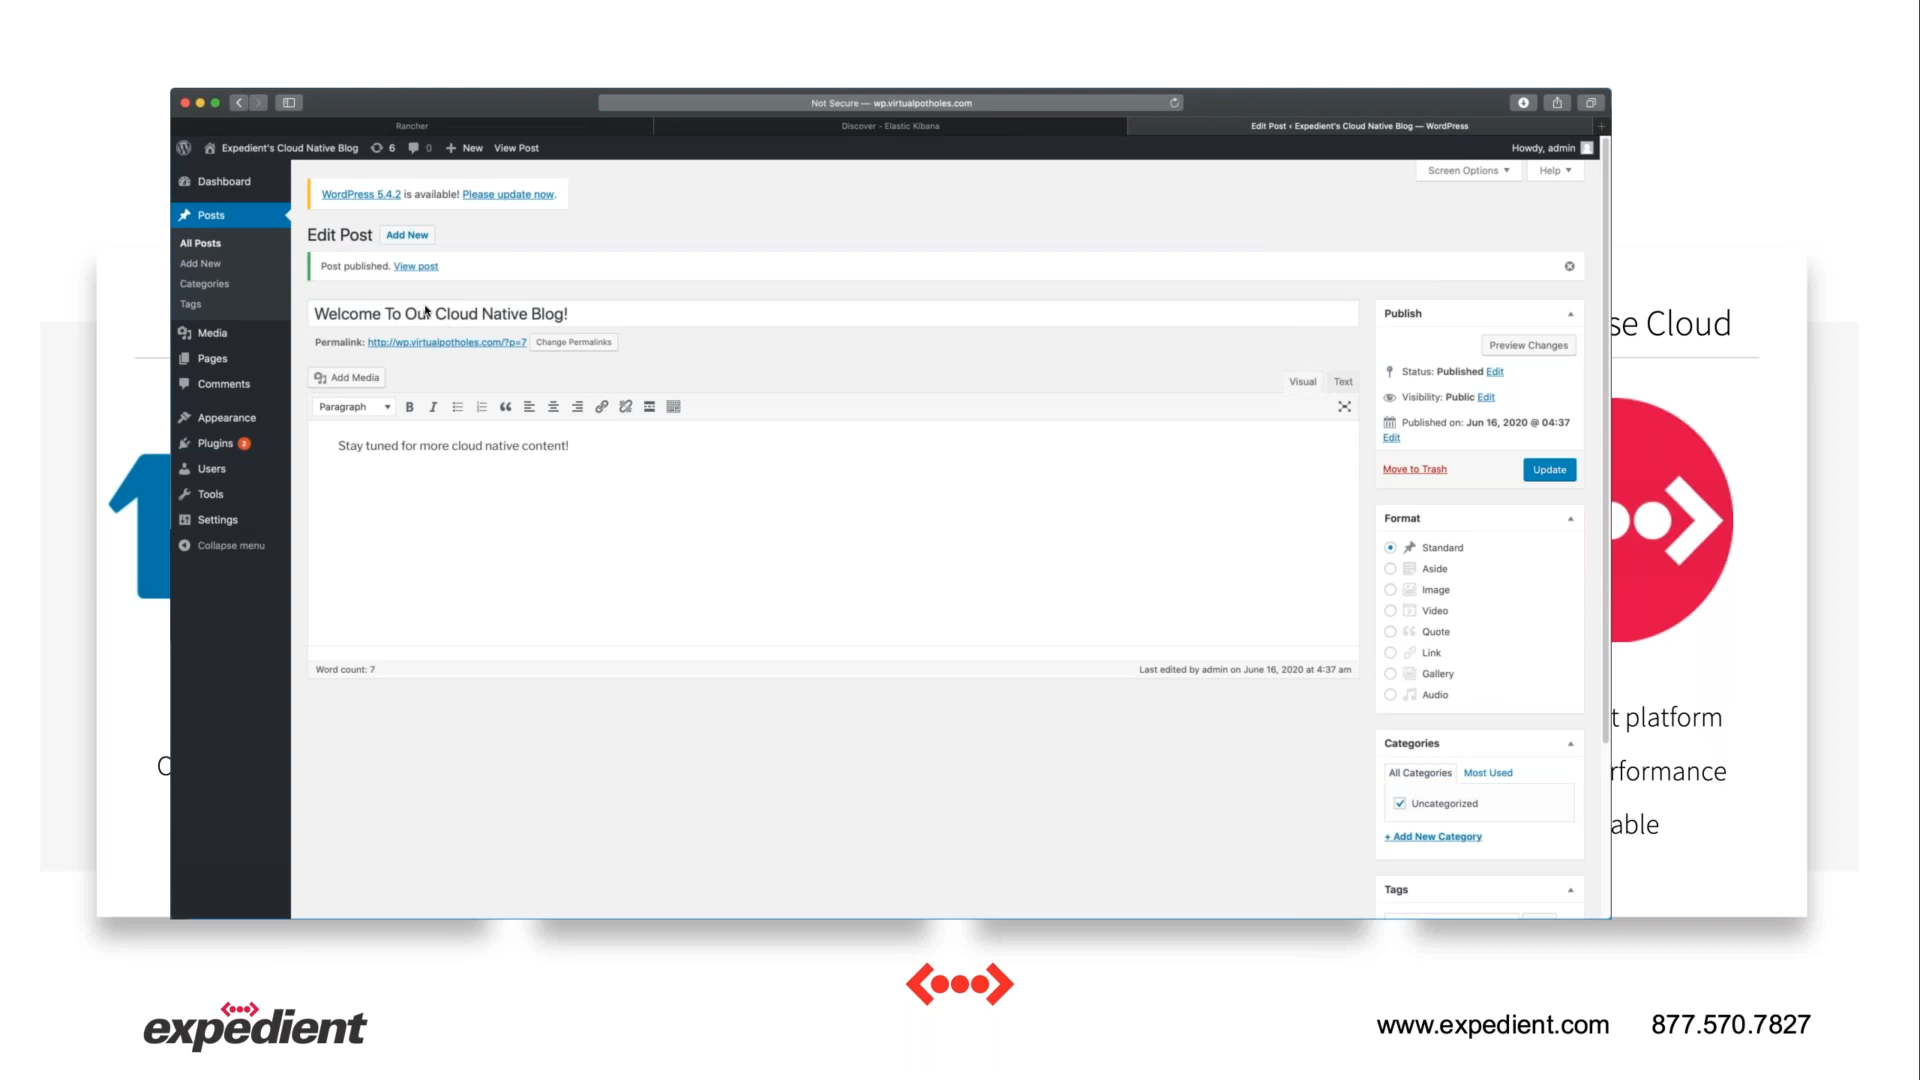 Not Secure — wp.virtualpotholes.com
Rancher
Discover - Elastic Kibana
Edit Post ‹ Expedient's Cloud Native Blog — WordPress
Expedient's Cloud Native Blog 6 0 New View Post
Howdy, admin
Screen Options
Help
Dashboard
Posts
All Posts
Add New
Categories
Tags
Media
Pages
Comments
Appearance
Plugins 2
Users
Tools
Settings
Collapse menu
WordPress 5.4.2 is available! Please update now.
Edit Post Add New
Post published. View post
Welcome To Our Cloud Native Blog!
Permalink: http://wp.virtualpotholes.com/?p=7 Change Permalinks
Add Media
Visual Text
Paragraph
Stay tuned for more cloud native content!
Word count: 7
Last edited by admin on June 16, 2020 at 4:37 am
Publish
Preview Changes
Status: Published Edit
Visibility: Public Edit
Published on: Jun 16, 2020 @ 04:37
Edit
Move to Trash
Update
Format
Standard
Aside
Image
Video
Quote
Link
Gallery
Audio
Categories
All Categories Most Used
Uncategorized
+ Add New Category
Tags
1
se Cloud
t platform
rformance
able
expedient
www.expedient.com 877.570.7827